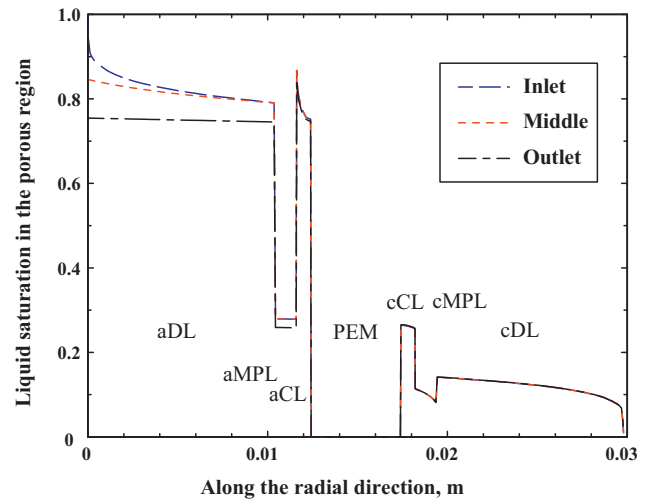 1.0
0.8
0.6
0.4
0.2
0
Liquid saturation in the porous region
Inlet
Middle
Outlet
cCL
cMPL
aDL
PEM
cDL
aMPL
aCL
0
0.01
0.02
0.03
Along the radial direction, m